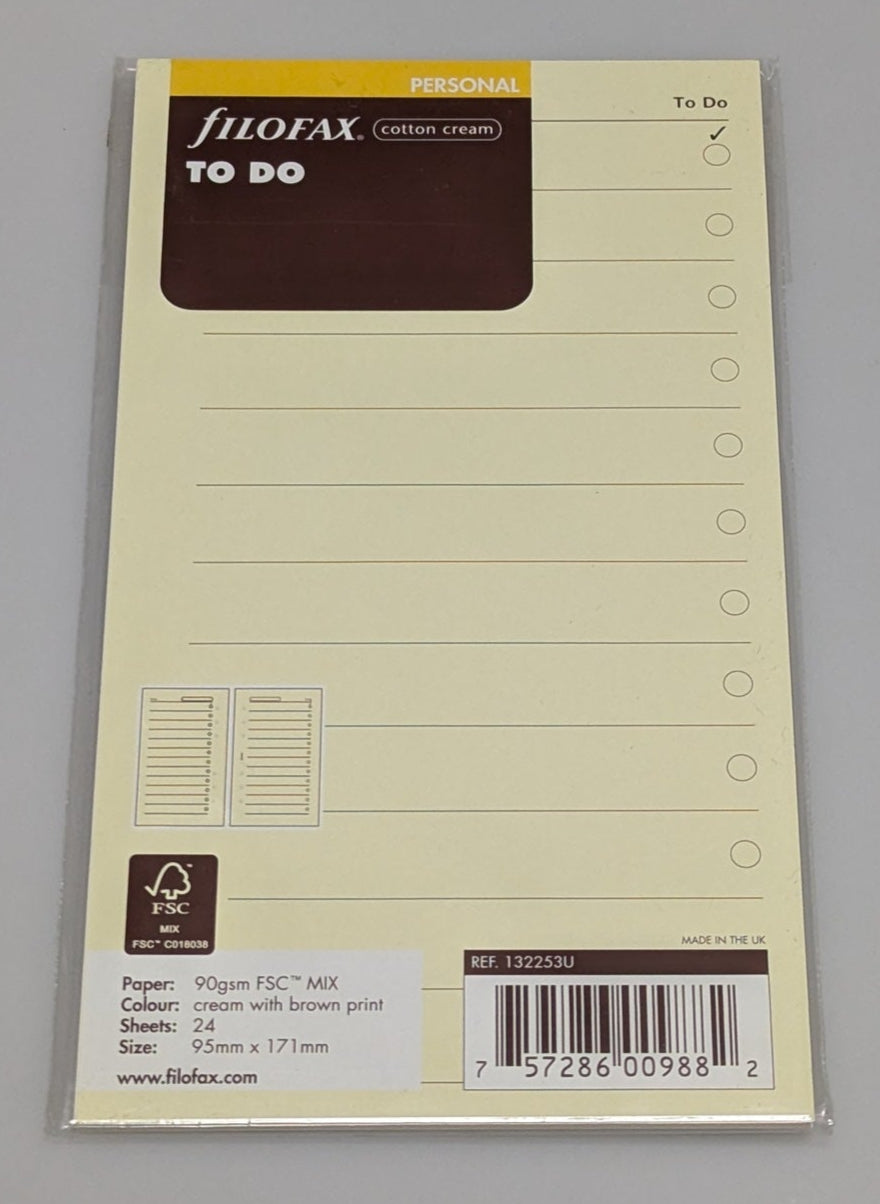 PERSONAL
FILOFAX® cotton cream
TO DO
To Do
✓
FSC™
MIX
FSC™ C018038
MADE IN THE UK
REF. 132253U
Paper: 90gsm FSC™ MIX
Colour: cream with brown print
Sheets: 24
Size: 95mm x 171mm
www.filofax.com
7 57286 00988 2